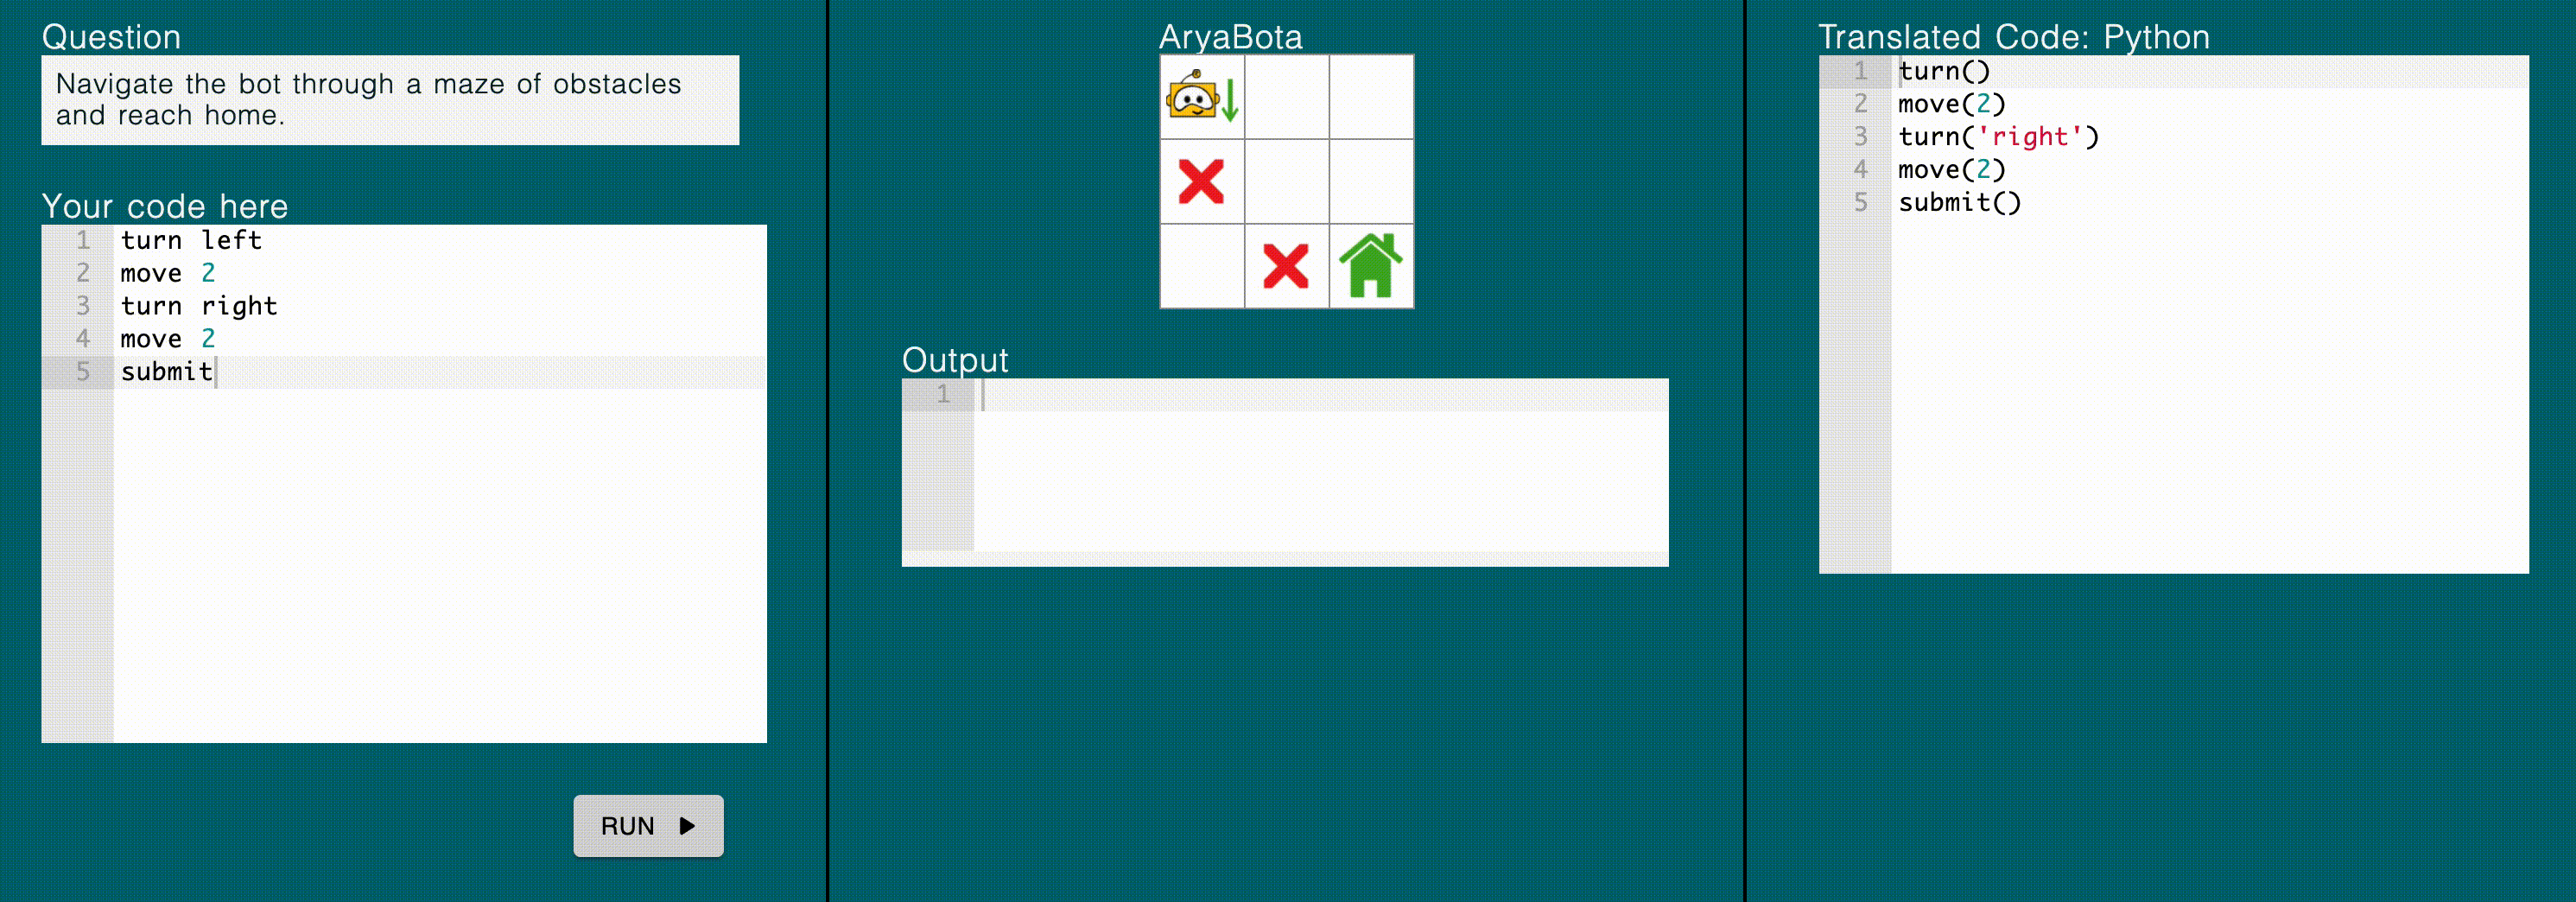 Question
Navigate the bot through a maze of obstacles
and reach home.
Your code here
1 turn left
2 move 2
3 turn right
4 move 2
5 submit
RUN
AryaBota
Output
1
Translated Code: Python
1 turn()
2 move(2)
3 turn('right')
4 move(2)
5 submit()